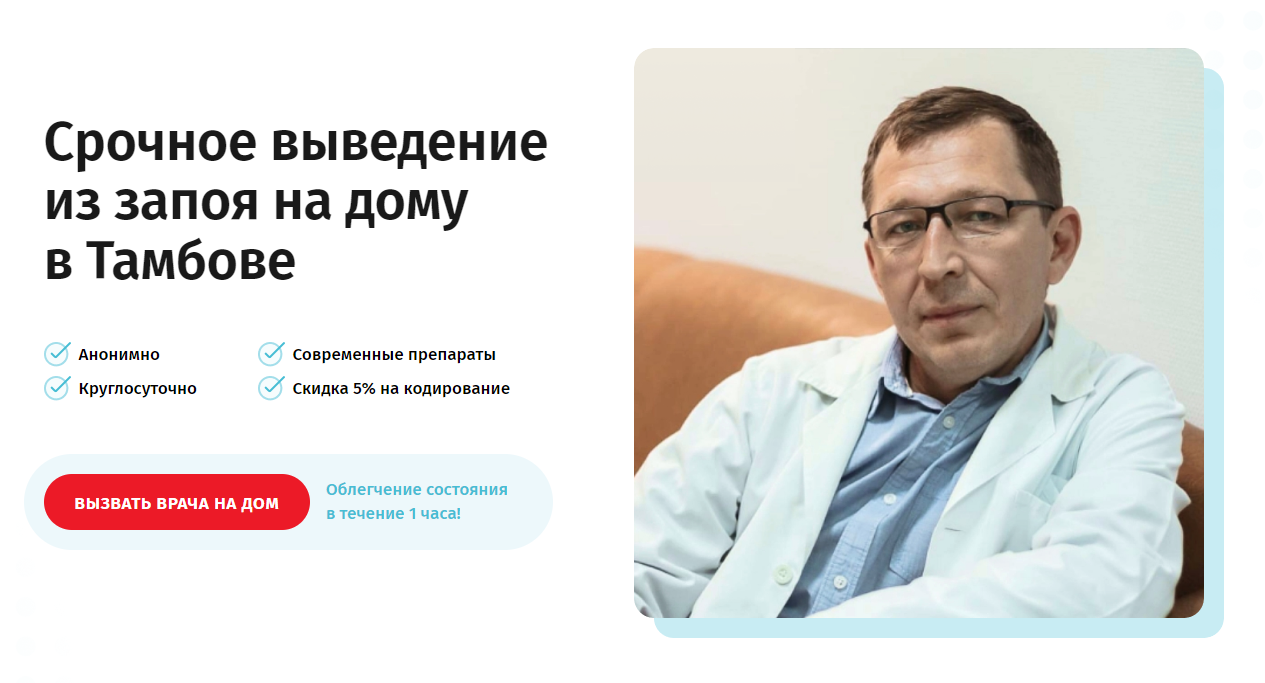 Срочное выведение
из запоя на дому
в Тамбове
Анонимно
Современные препараты
Круглосуточно
Скидка 5% на кодирование
ВЫЗВАТЬ ВРАЧА НА ДОМ
Облегчение состояния
в течение 1 часа!